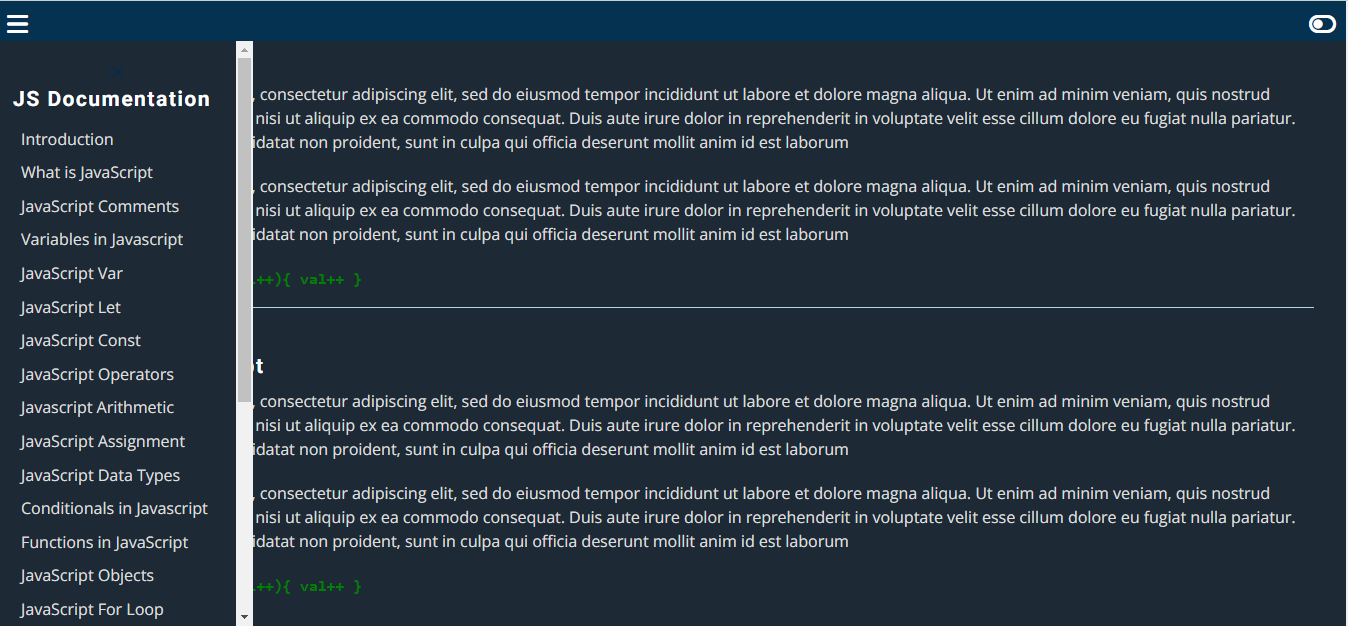 JS Documentation
Introduction
What is JavaScript
JavaScript Comments
Variables in Javascript
JavaScript Var
JavaScript Let
JavaScript Const
JavaScript Operators
Javascript Arithmetic
JavaScript Assignment
JavaScript Data Types
Conditionals in Javascript
Functions in JavaScript
JavaScript Objects
JavaScript For Loop
, consectetur adipiscing elit, sed do eiusmod tempor incididunt ut labore et dolore magna aliqua. Ut enim ad minim veniam, quis nostrud
nisi ut aliquip ex ea commodo consequat. Duis aute irure dolor in reprehenderit in voluptate velit esse cillum dolore eu fugiat nulla pariatur.
idatat non proident, sunt in culpa qui officia deserunt mollit anim id est laborum
, consectetur adipiscing elit, sed do eiusmod tempor incididunt ut labore et dolore magna aliqua. Ut enim ad minim veniam, quis nostrud
nisi ut aliquip ex ea commodo consequat. Duis aute irure dolor in reprehenderit in voluptate velit esse cillum dolore eu fugiat nulla pariatur.
idatat non proident, sunt in culpa qui officia deserunt mollit anim id est laborum
++){ val++ }
t
, consectetur adipiscing elit, sed do eiusmod tempor incididunt ut labore et dolore magna aliqua. Ut enim ad minim veniam, quis nostrud
nisi ut aliquip ex ea commodo consequat. Duis aute irure dolor in reprehenderit in voluptate velit esse cillum dolore eu fugiat nulla pariatur.
idatat non proident, sunt in culpa qui officia deserunt mollit anim id est laborum
, consectetur adipiscing elit, sed do eiusmod tempor incididunt ut labore et dolore magna aliqua. Ut enim ad minim veniam, quis nostrud
nisi ut aliquip ex ea commodo consequat. Duis aute irure dolor in reprehenderit in voluptate velit esse cillum dolore eu fugiat nulla pariatur.
idatat non proident, sunt in culpa qui officia deserunt mollit anim id est laborum
++){ val++ }